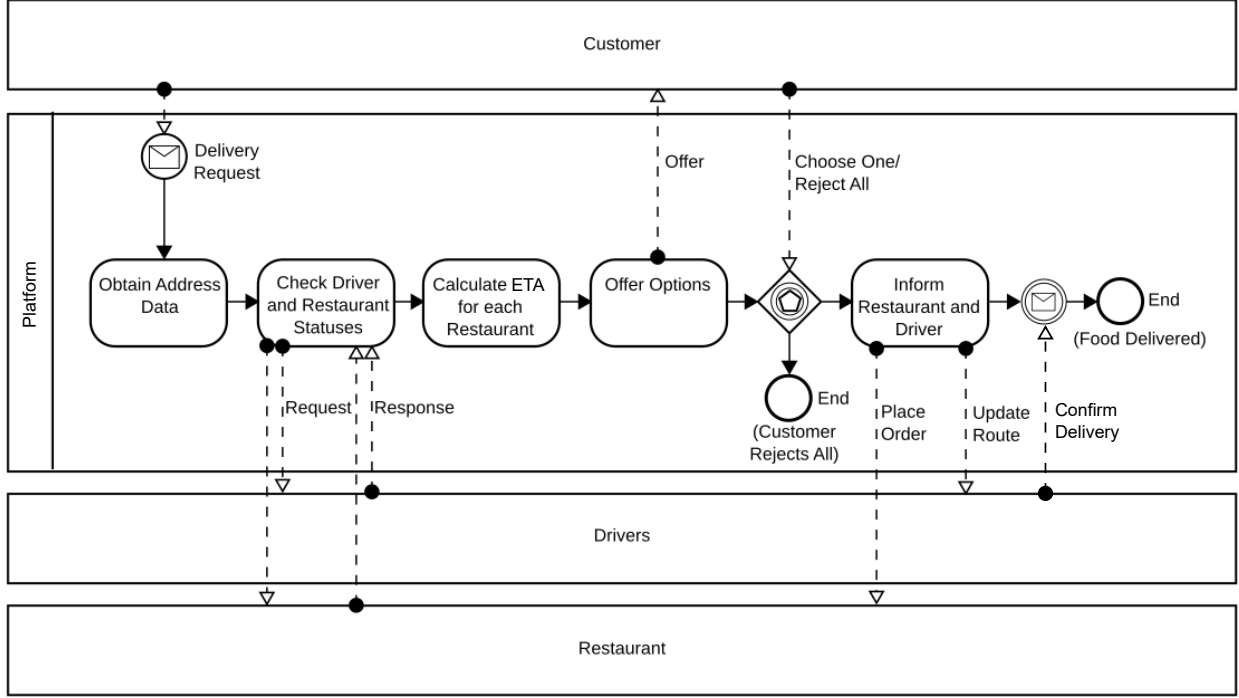 Customer
Delivery
Request
Offer
Choose One/
Reject All
Platform
Obtain Address
Data
Check Driver
and Restaurant
Statuses
Calculate ETA
for each
Restaurant
Offer Options
Inform
Restaurant and
Driver
End
(Food Delivered)
End
(Customer
Rejects All)
Request
Response
Place
Order
Update
Route
Confirm
Delivery
Drivers
Restaurant